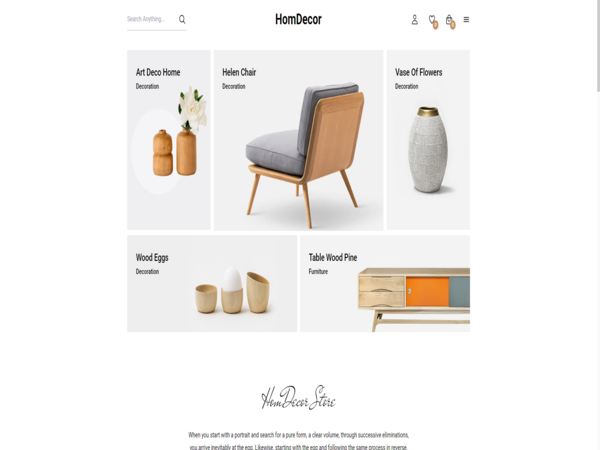 Search Anything...
HomDecor
0
0
Art Deco Home
Decoration
Helen Chair
Decoration
Vase Of Flowers
Decoration
Wood Eggs
Decoration
Table Wood Pine
Furniture
HomDecor Store
When you start with a portrait and search for a pure form, a clear volume, through successive eliminations,
you arrive inevitably at the egg. Likewise, starting with the egg and following the same process in reverse,